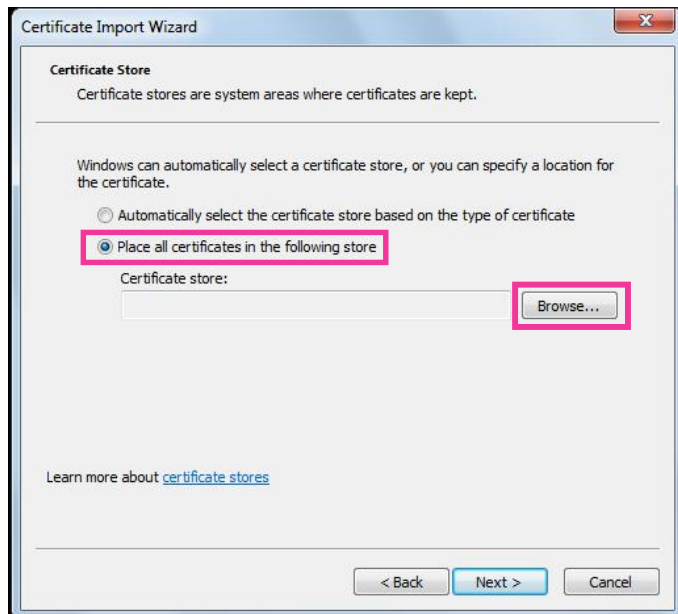 Certificate Import Wizard
Certificate Store
Certificate stores are system areas where certificates are kept.
Windows can automatically select a certificate store, or you can specify a location for
the certificate.
Automatically select the certificate store based on the type of certificate
Place all certificates in the following store
Certificate store:
Browse...
Learn more about certificate stores
< Back
Next >
Cancel